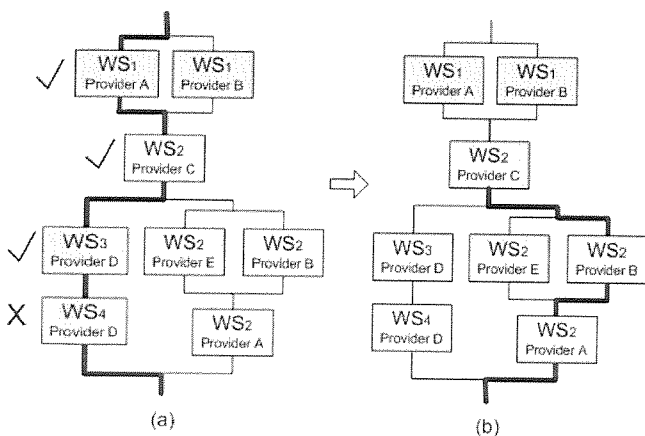 WS1 WS1
Provider A Provider B
WS2
Provider C
WS3 WS2 WS2
Provider D Provider E Provider B
WS4
Provider D
WS2
Provider A
(a)
WS1 WS1
Provider A Provider B
WS2
Provider C
WS3 WS2 WS2
Provider D Provider E Provider B
WS4
Provider D
WS2
Provider A
(b)